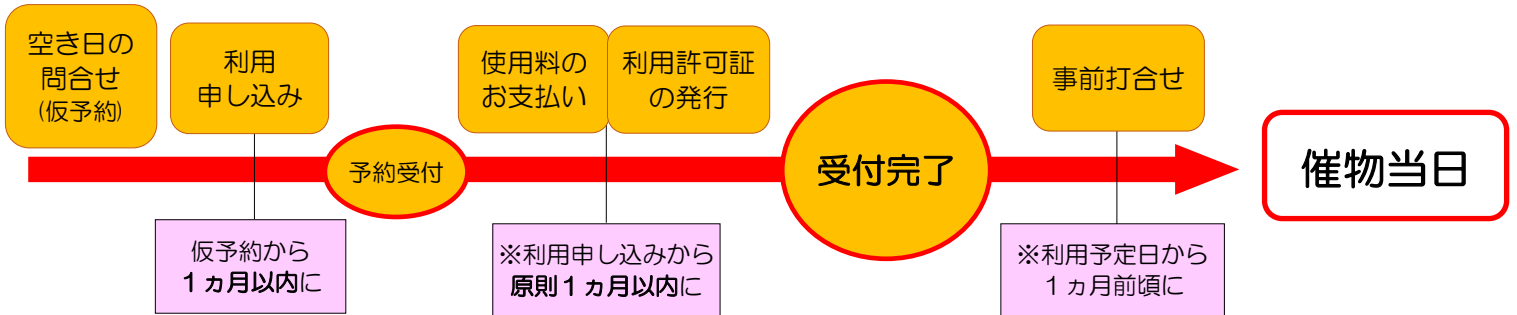 空き日の
問合せ
(仮予約)
利用
申し込み
使用料の
お支払い
利用許可証
の発行
事前打合せ
予約受付
受付完了
催物当日
仮予約から
１ヵ月以内に
※利用申し込みから
原則１ヵ月以内に
※利用予定日から
１ヵ月前頃に